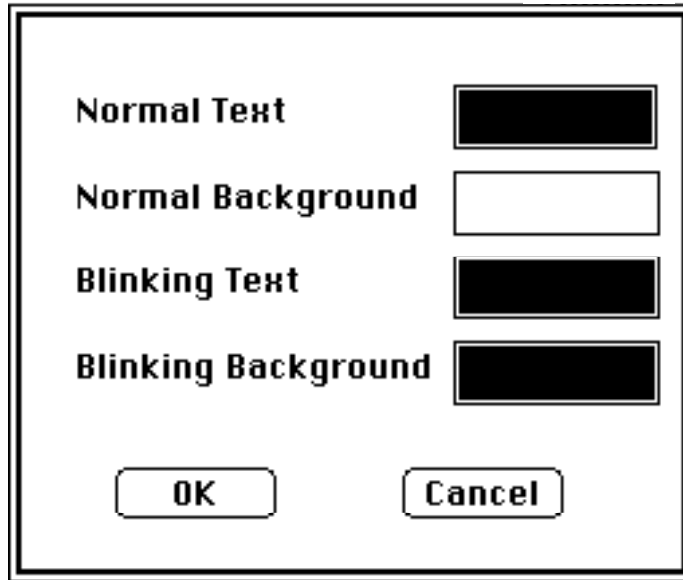 Normal Text
Normal Background
Blinking Text
Blinking Background
OK
Cancel